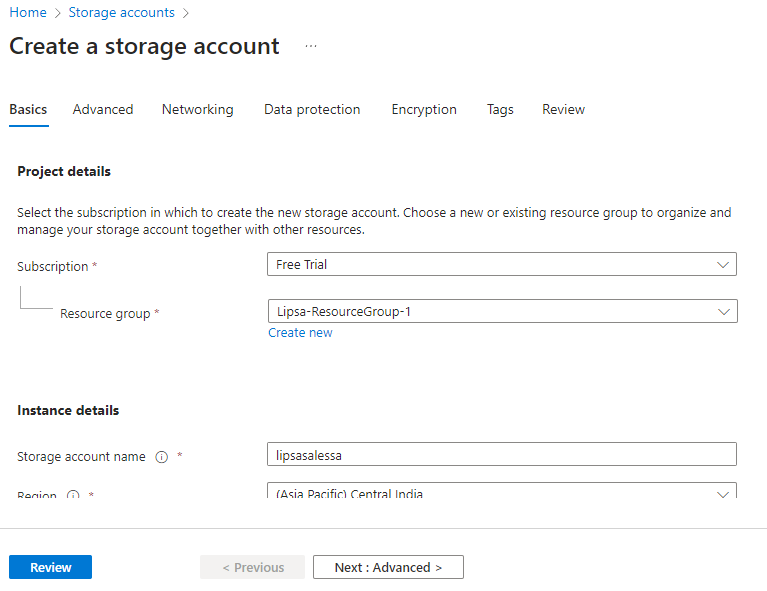 Home > Storage accounts >
Create a storage account ...
Basics Advanced Networking Data protection Encryption Tags Review
Project details
Select the subscription in which to create the new storage account. Choose a new or existing resource group to organize and
manage your storage account together with other resources.
Subscription * Free Trial
Resource group * Lipsa-ResourceGroup-1
Create new
Instance details
Storage account name * lipsasalessa
Region * (Asia Pacific) Central India
Review < Previous Next : Advanced >